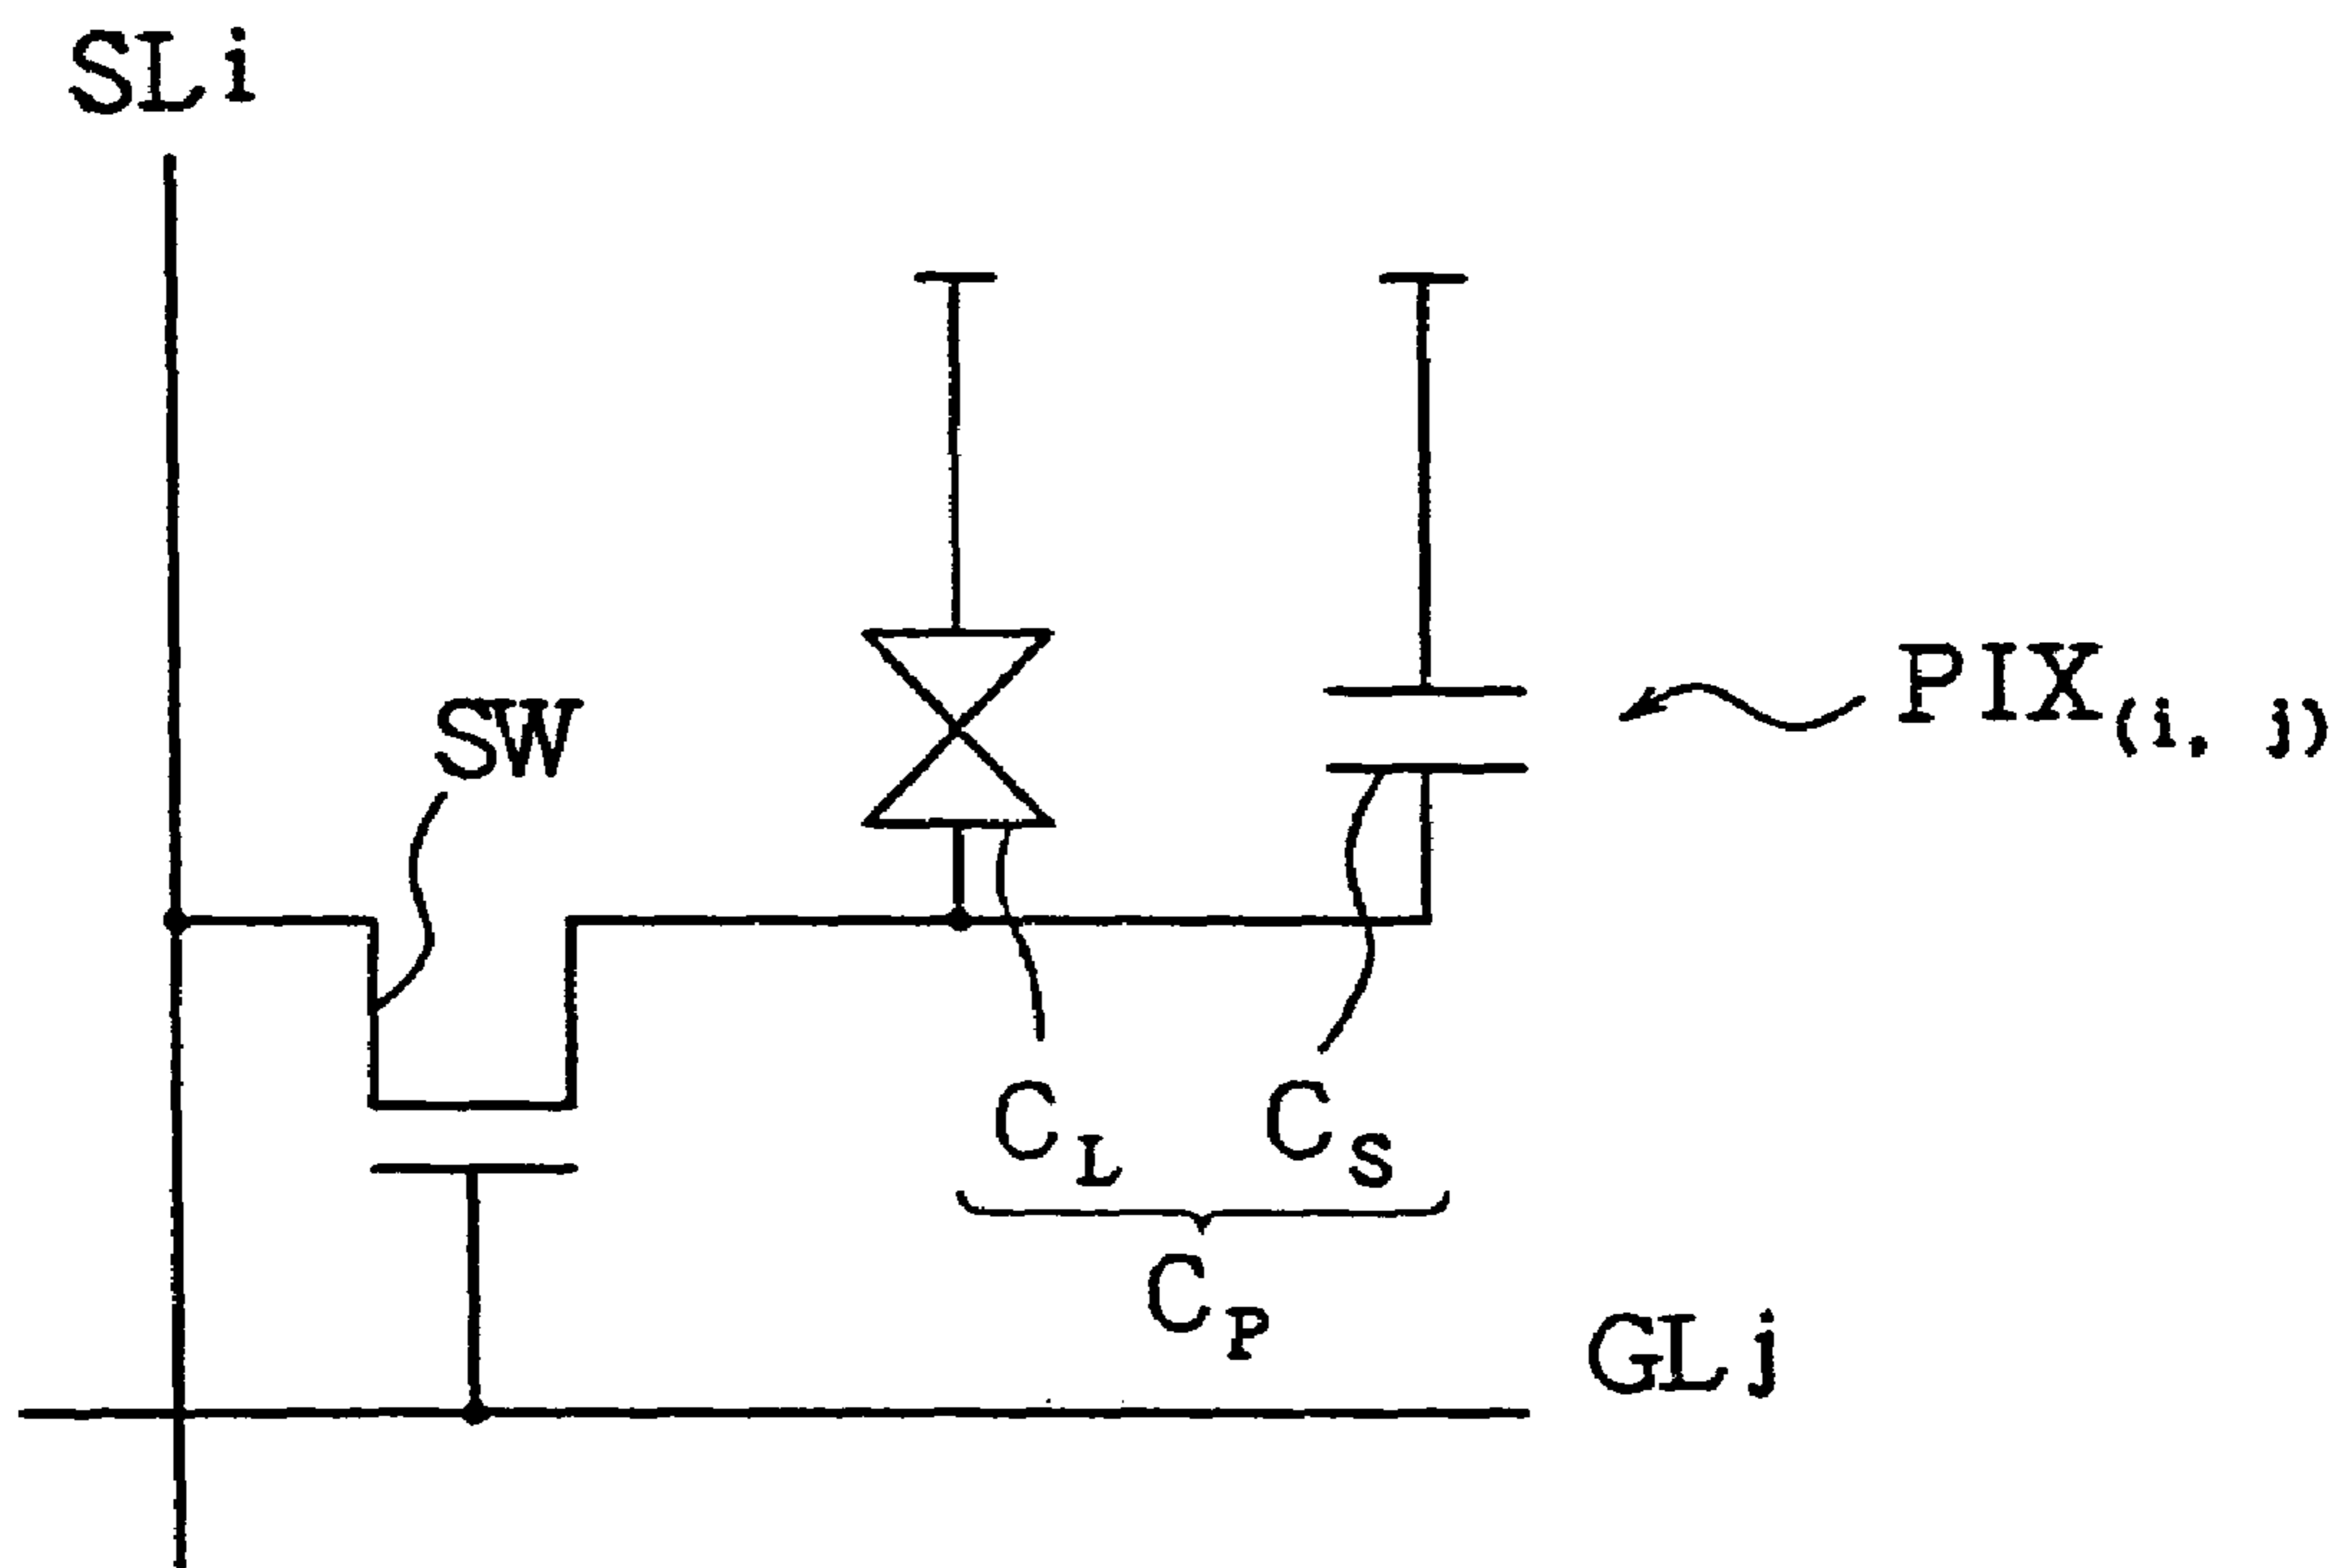 SLi
SW
PIX(i, j)
CL
CS
CP
GLj